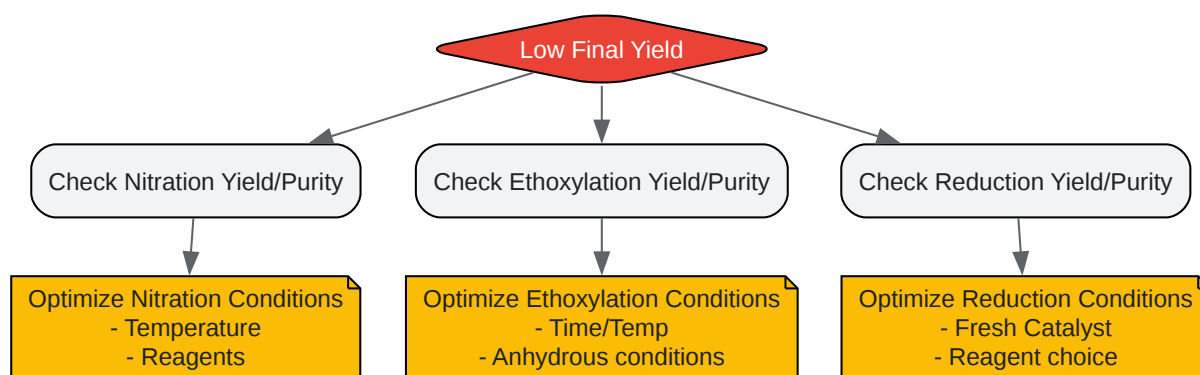 Low Final Yield
Check Nitration Yield/Purity
Check Ethoxylation Yield/Purity
Check Reduction Yield/Purity
Optimize Nitration Conditions
- Temperature
- Reagents
Optimize Ethoxylation Conditions
- Time/Temp
- Anhydrous conditions
Optimize Reduction Conditions
- Fresh Catalyst
- Reagent choice